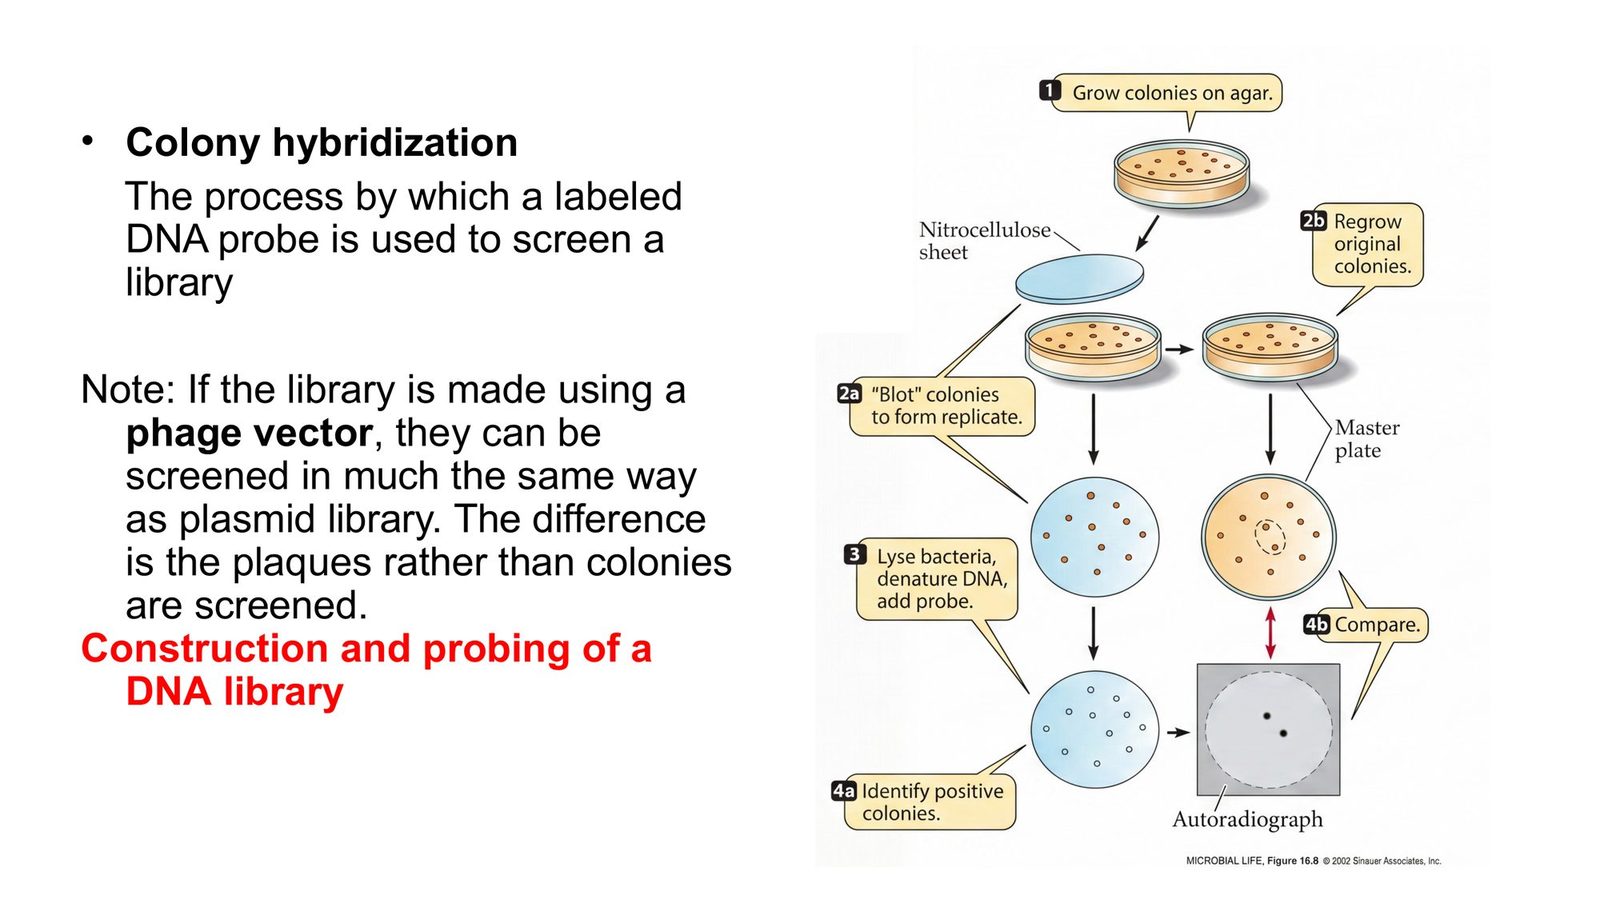 • Colony hybridization
The process by which a labeled
DNA probe is used to screen a
library
Note: If the library is made using a
phage vector, they can be
screened in much the same way
as plasmid library. The difference
is the plaques rather than colonies
are screened.
Construction and probing of a
DNA library
1 Grow colonies on agar.
Nitrocellulose
sheet
2b Regrow
original
colonies.
2a "Blot" colonies
to form replicate.
Master
plate
3 Lyse bacteria,
denature DNA,
add probe.
4b Compare.
4a Identify positive
colonies.
Autoradiograph
MICROBIAL LIFE, Figure 16.8 © 2002 Sinauer Associates, Inc.